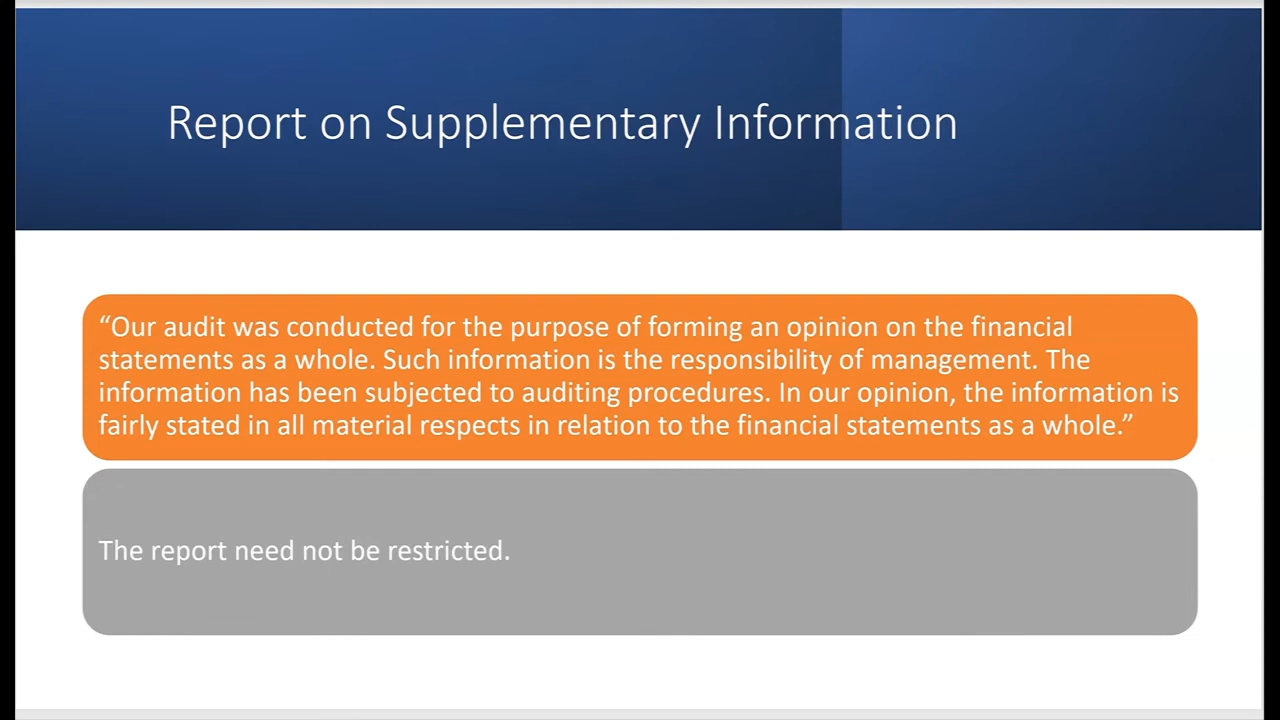 Report on Supplementary Information
“Our audit was conducted for the purpose of forming an opinion on the financial
statements as a whole. Such information is the responsibility of management. The
information has been subjected to auditing procedures. In our opinion, the information is
fairly stated in all material respects in relation to the financial statements as a whole.”
The report need not be restricted.